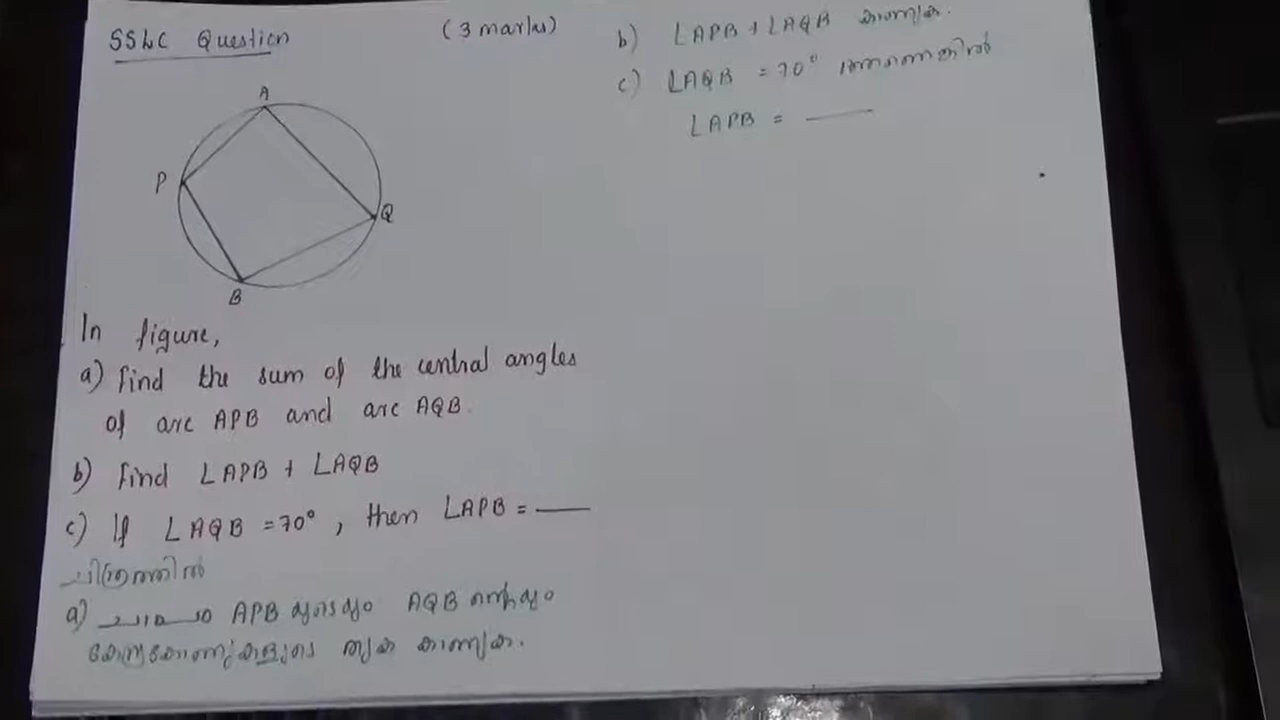 SSLC Question (3 marks)
A
P
Q
B
In figure,
a) Find the sum of the central angles
of arc APB and arc AQB.
b) Find ∠APB + ∠AQB
c) If ∠AQB = 70°, then ∠APB = ___
ചിത്രത്തിൽ
a) ചാപം APB യുടെയും AQB ന്റെയും
കേന്ദ്രകോണുകളുടെ തുക കാണുക.
b) ∠APB + ∠AQB കാണുക.
c) ∠AQB = 70° ആണെങ്കിൽ
∠APB = ___